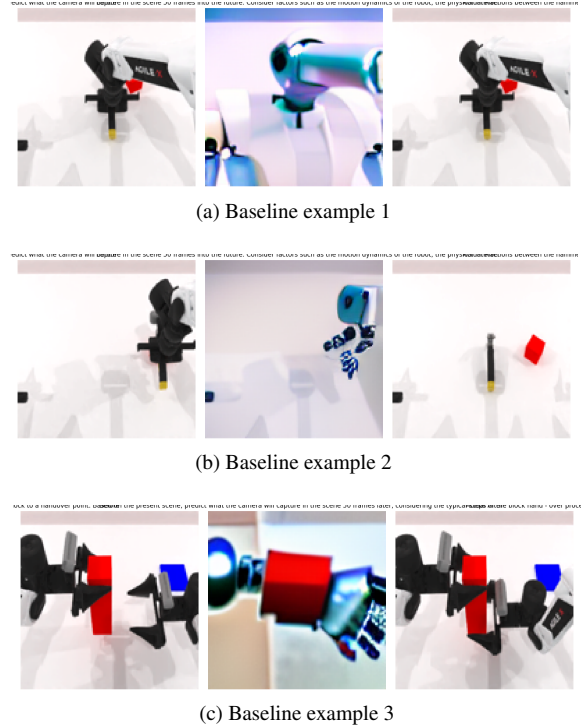 edict what the camera will capture in the scene 50 frames into the future. Consider factors such as the motion dynamics of the robot, the physical interactions between the hamme
AGILE X
AGILE X
(a) Baseline example 1
edict what the camera will capture in the scene 50 frames into the future. Consider factors such as the motion dynamics of the robot, the physical interactions between the hamme
(b) Baseline example 2
ock to a handover point. Based on the present scene, predict what the camera will capture in the scene 50 frames later, considering the typical steps of the block hand - over proce
AGILE X
(c) Baseline example 3